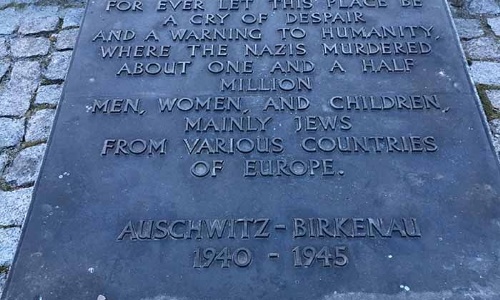 FOR EVER LET THIS PLACE BE
A CRY OF DESPAIR
AND A WARNING TO HUMANITY,
WHERE THE NAZIS MURDERED
ABOUT ONE AND A HALF
MILLION
MEN, WOMEN, AND CHILDREN,
MAINLY JEWS
FROM VARIOUS COUNTRIES
OF EUROPE.
AUSCHWITZ-BIRKENAU
1940 - 1945